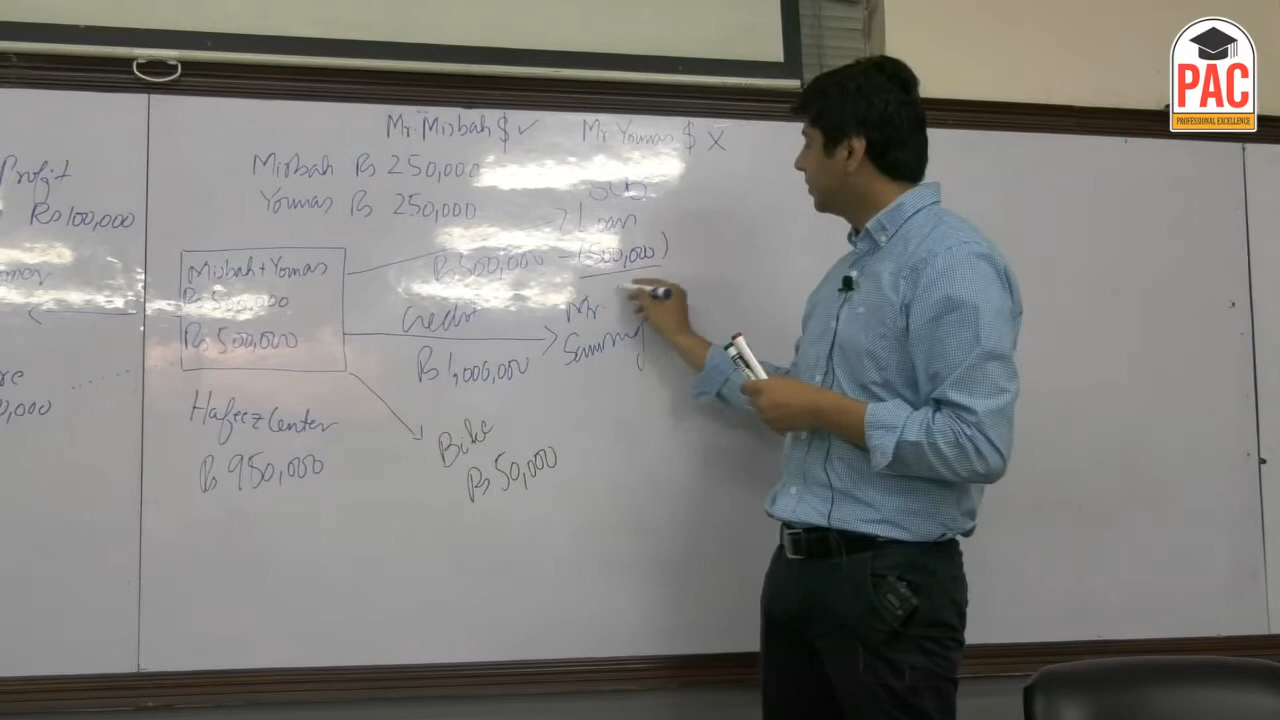 Mr. Misbah $ ✓
Mr Younas $ X
Misbah Rs 250,000
Younas Rs 250,000
Profit
Rs 100,000
Loan
Rs 500,000 - (500,000)
Misbah + Younas
Rs 500,000
Rs 500,000
Credit
Rs 1,000,000
Mr.
Hafeez Center
Rs 950,000
Bike
Rs 50,000
PAC
PROFESSIONAL EXCELLENCE